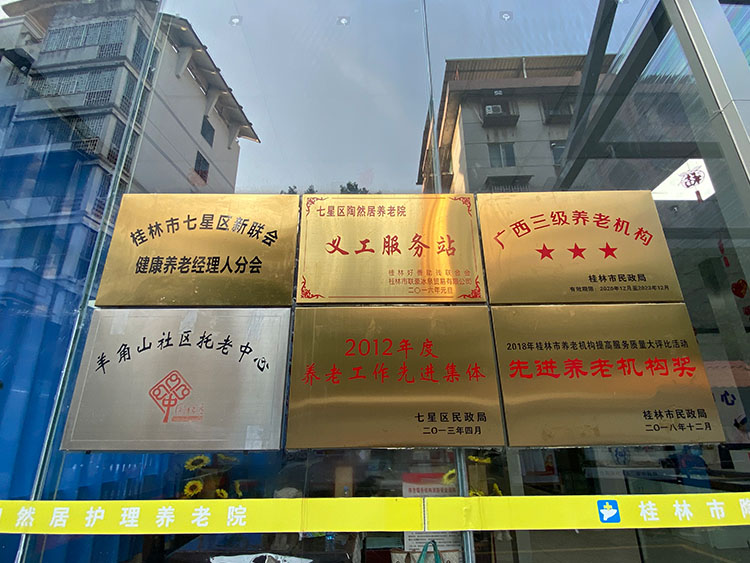 桂林市七星区新联会
健康养老经理人分会
七星区陶然居养老院
义工服务站
二〇一六年元旦
广西三级养老机构
★★★
桂林市民政局
有效期限：2020年12月至2023年12月
羊角山社区托老中心
2012年度
养老工作先进集体
七星区民政局
二〇一三年四月
2018年桂林市养老机构提高服务质量大评比活动
先进养老机构奖
桂林市民政局
二〇一八年十二月
然居护理养老院
桂林市陶